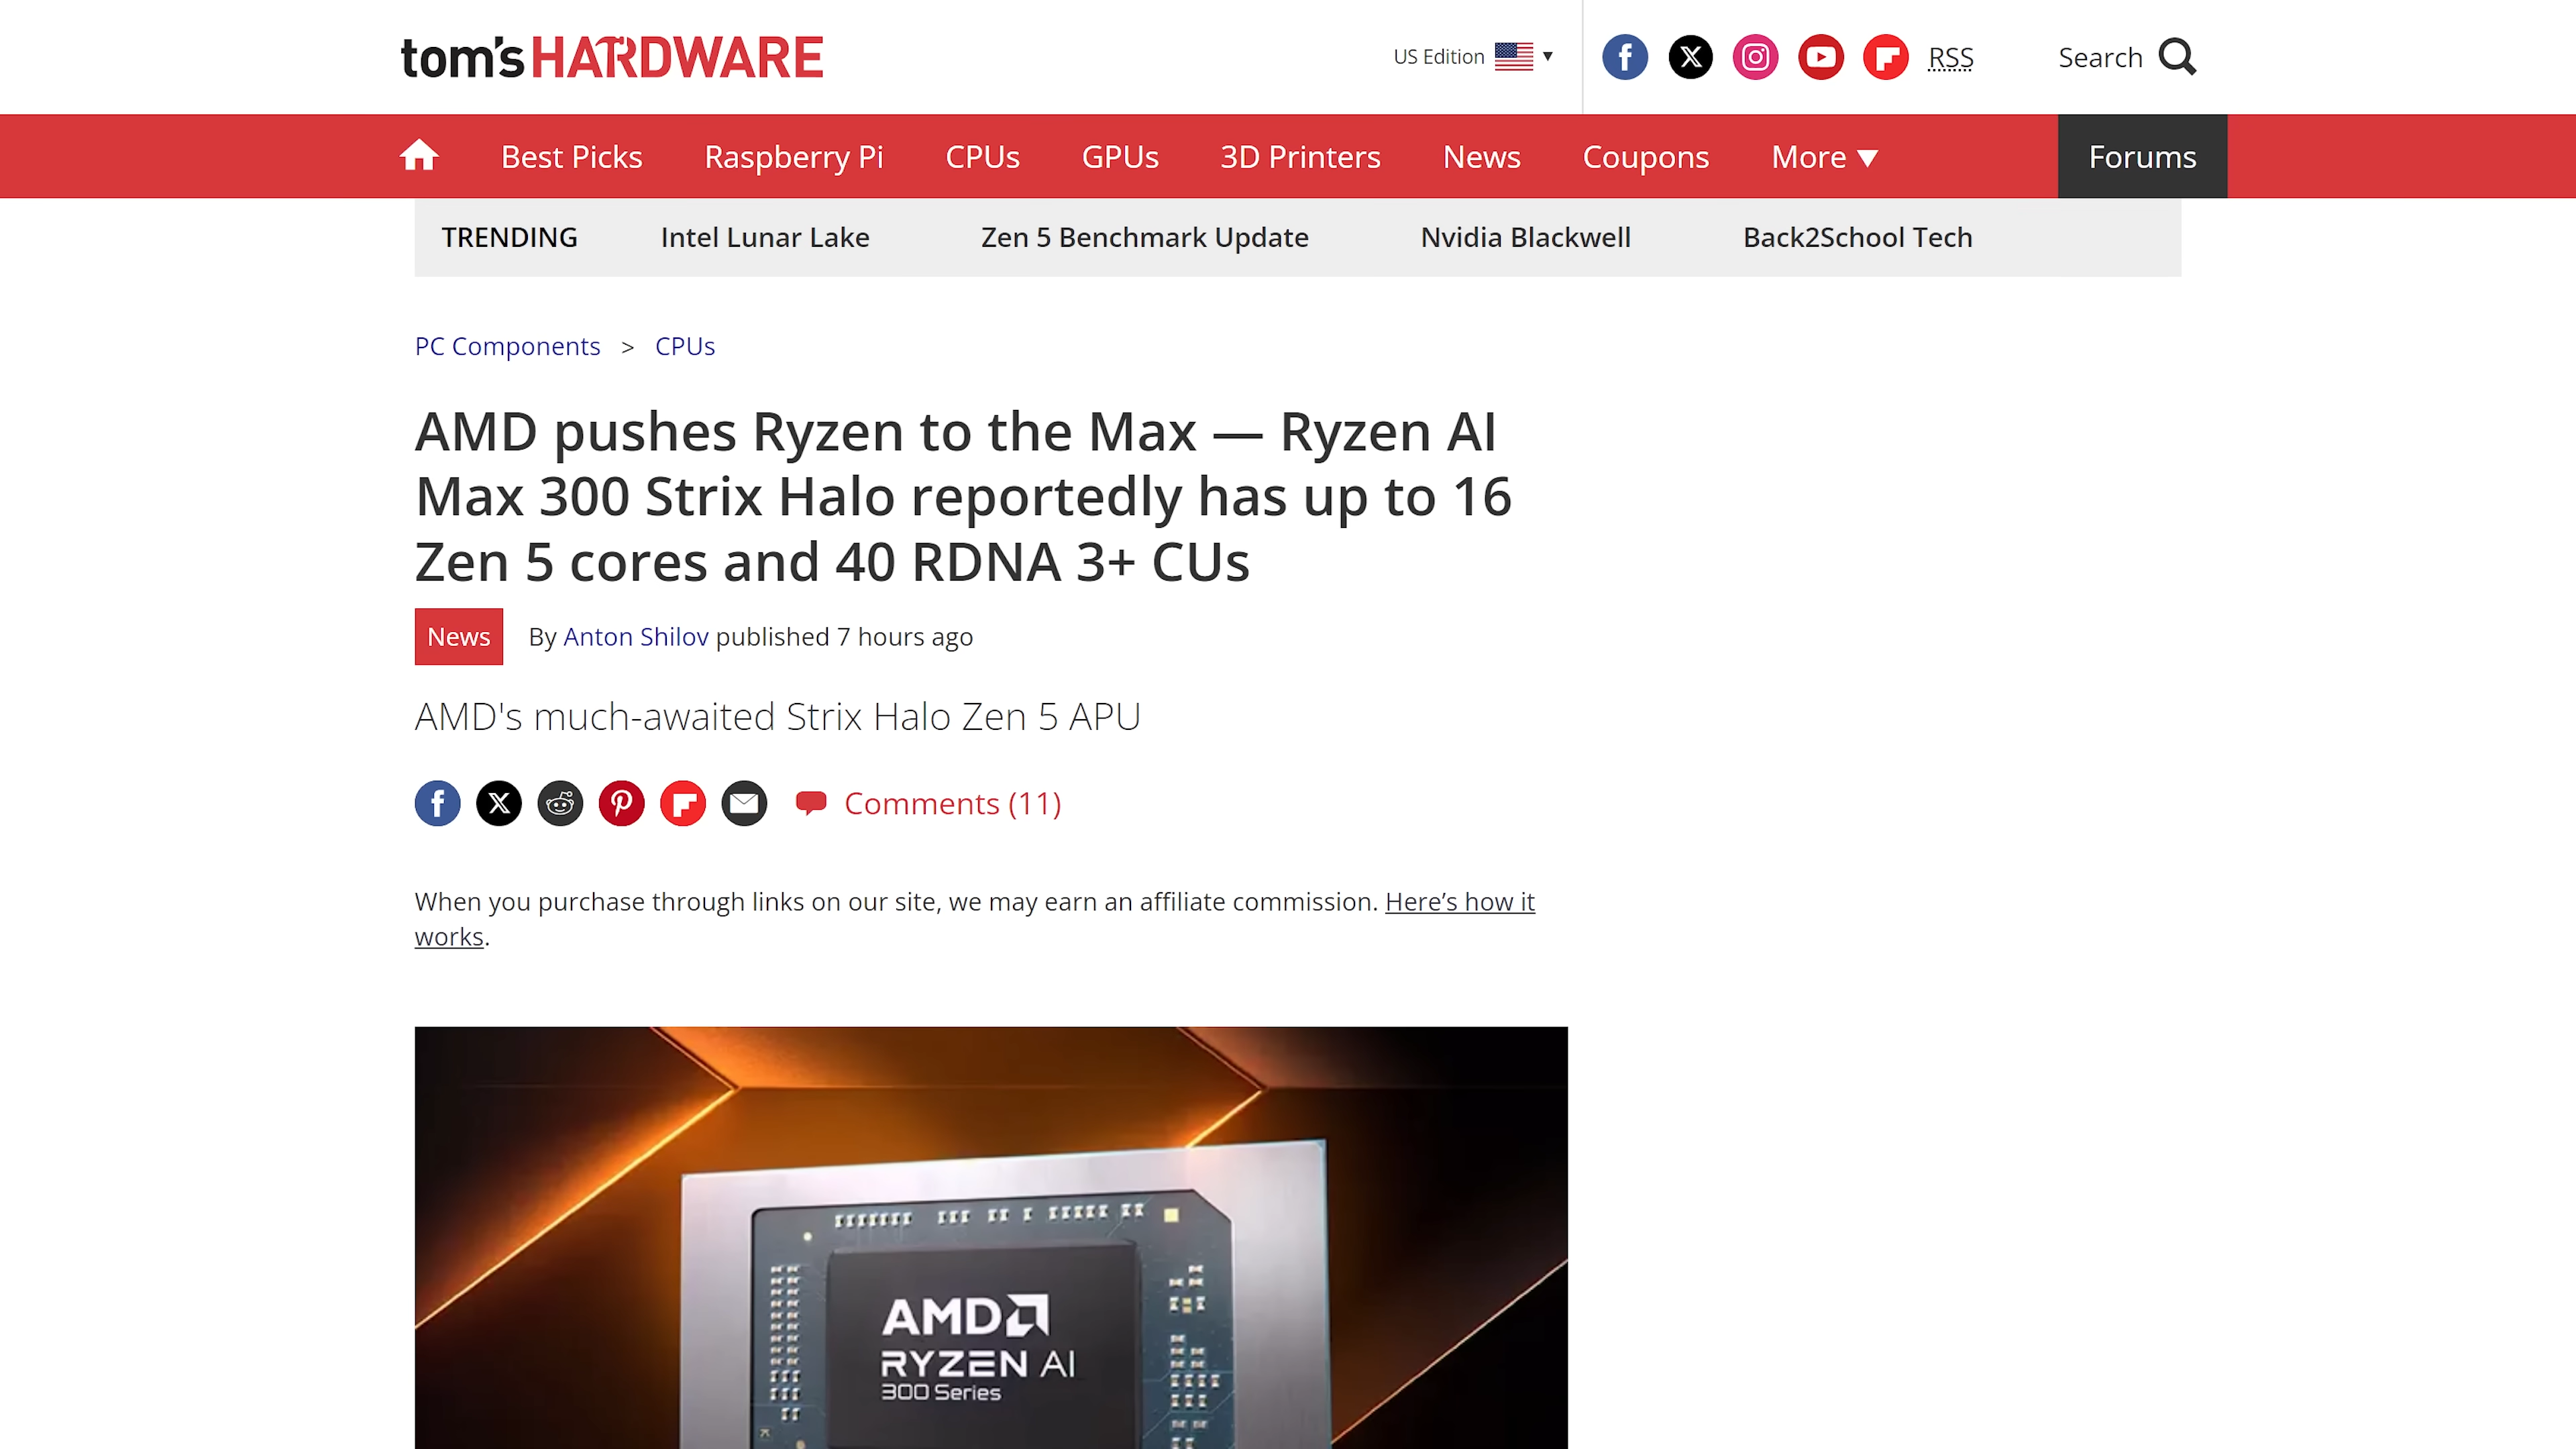 tom's HARDWARE
US Edition ▼
RSS
Search
Best Picks
Raspberry Pi
CPUs
GPUs
3D Printers
News
Coupons
More ▼
Forums
TRENDING
Intel Lunar Lake
Zen 5 Benchmark Update
Nvidia Blackwell
Back2School Tech
PC Components > CPUs
AMD pushes Ryzen to the Max — Ryzen AI
Max 300 Strix Halo reportedly has up to 16
Zen 5 cores and 40 RDNA 3+ CUs
News
By Anton Shilov published 7 hours ago
AMD's much-awaited Strix Halo Zen 5 APU
Comments (11)
When you purchase through links on our site, we may earn an affiliate commission. Here’s how it
works.
AMD
RYZEN AI
300 Series